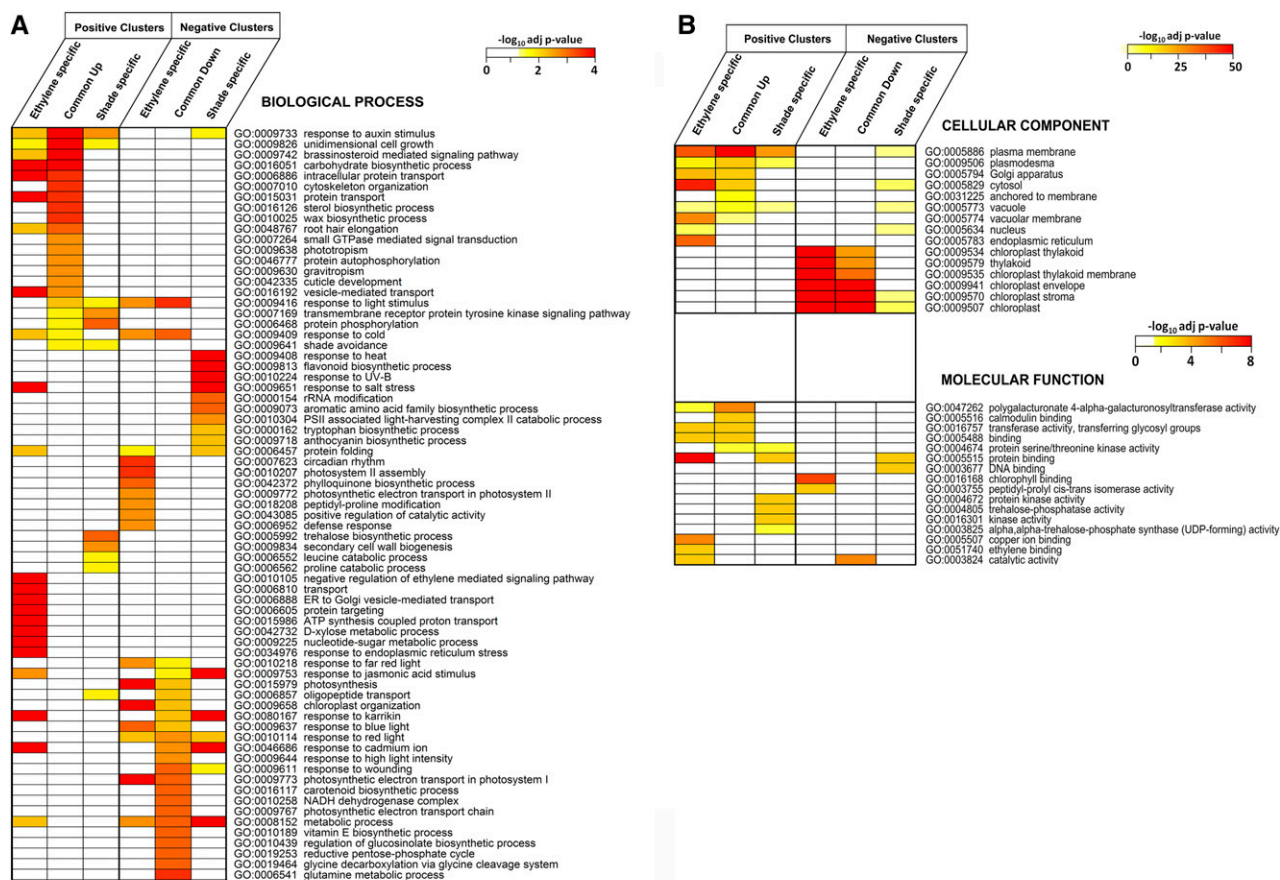 A
Positive Clusters
Negative Clusters
Ethylene specific
Common Up
Shade specific
Ethylene specific
Common Down
Shade specific
-log10 adj p-value
0 2 4
BIOLOGICAL PROCESS
GO:0009733 response to auxin stimulus
GO:0009826 unidimensional cell growth
GO:0009742 brassinosteroid mediated signaling pathway
GO:0016051 carbohydrate biosynthetic process
GO:0006886 intracellular protein transport
GO:0007010 cytoskeleton organization
GO:0015031 protein transport
GO:0016126 sterol biosynthetic process
GO:0010025 wax biosynthetic process
GO:0048767 root hair elongation
GO:0007264 small GTPase mediated signal transduction
GO:0009638 phototropism
GO:0046777 protein autophosphorylation
GO:0009630 gravitropism
GO:0042335 cuticle development
GO:0016192 vesicle-mediated transport
GO:0009416 response to light stimulus
GO:0007169 transmembrane receptor protein tyrosine kinase signaling pathway
GO:0006468 protein phosphorylation
GO:0009409 response to cold
GO:0009641 shade avoidance
GO:0009408 response to heat
GO:0009813 flavonoid biosynthetic process
GO:0010224 response to UV-B
GO:0009651 response to salt stress
GO:0000154 rRNA modification
GO:0009073 aromatic amino acid family biosynthetic process
GO:0010304 PSII associated light-harvesting complex II catabolic process
GO:0000162 tryptophan biosynthetic process
GO:0009718 anthocyanin biosynthetic process
GO:0006457 protein folding
GO:0007623 circadian rhythm
GO:0010207 photosystem II assembly
GO:0042372 phylloquinone biosynthetic process
GO:0009772 photosynthetic electron transport in photosystem II
GO:0018208 peptidyl-proline modification
GO:0043085 positive regulation of catalytic activity
GO:0006952 defense response
GO:0005992 trehalose biosynthetic process
GO:0009834 secondary cell wall biogenesis
GO:0006552 leucine catabolic process
GO:0006562 proline catabolic process
GO:0010105 negative regulation of ethylene mediated signaling pathway
GO:0006810 transport
GO:0006888 ER to Golgi vesicle-mediated transport
GO:0006605 protein targeting
GO:0015986 ATP synthesis coupled proton transport
GO:0042732 D-xylose metabolic process
GO:0009225 nucleotide-sugar metabolic process
GO:0034976 response to endoplasmic reticulum stress
GO:0010218 response to far red light
GO:0009753 response to jasmonic acid stimulus
GO:0015979 photosynthesis
GO:0006857 oligopeptide transport
GO:0009658 chloroplast organization
GO:0080167 response to karrikin
GO:0009637 response to blue light
GO:0010114 response to red light
GO:0046686 response to cadmium ion
GO:0009644 response to high light intensity
GO:0009611 response to wounding
GO:0009773 photosynthetic electron transport in photosystem I
GO:0016117 carotenoid biosynthetic process
GO:0010258 NADH dehydrogenase complex
GO:0009767 photosynthetic electron transport chain
GO:0008152 metabolic process
GO:0010189 vitamin E biosynthetic process
GO:0010439 regulation of glucosinolate biosynthetic process
GO:0019253 reductive pentose-phosphate cycle
GO:0019464 glycine decarboxylation via glycine cleavage system
GO:0006541 glutamine metabolic process
B
Positive Clusters
Negative Clusters
Ethylene specific
Common Up
Shade specific
Ethylene specific
Common Down
Shade specific
-log10 adj p-value
0 25 50
CELLULAR COMPONENT
GO:0005886 plasma membrane
GO:0009506 plasmodesma
GO:0005794 Golgi apparatus
GO:0005829 cytosol
GO:0031225 anchored to membrane
GO:0005773 vacuole
GO:0005774 vacuolar membrane
GO:0005634 nucleus
GO:0005783 endoplasmic reticulum
GO:0009534 chloroplast thylakoid
GO:0009579 thylakoid
GO:0009535 chloroplast thylakoid membrane
GO:0009941 chloroplast envelope
GO:0009570 chloroplast stroma
GO:0009507 chloroplast
-log10 adj p-value
0 4 8
MOLECULAR FUNCTION
GO:0047262 polygalacturonate 4-alpha-galacturonosyltransferase activity
GO:0005516 calmodulin binding
GO:0016757 transferase activity, transferring glycosyl groups
GO:0005488 binding
GO:0004674 protein serine/threonine kinase activity
GO:0005515 protein binding
GO:0003677 DNA binding
GO:0016168 chlorophyll binding
GO:0003755 peptidyl-prolyl cis-trans isomerase activity
GO:0004672 protein kinase activity
GO:0004805 trehalose-phosphatase activity
GO:0016301 kinase activity
GO:0003825 alpha,alpha-trehalose-phosphate synthase (UDP-forming) activity
GO:0005507 copper ion binding
GO:0051740 ethylene binding
GO:0003824 catalytic activity